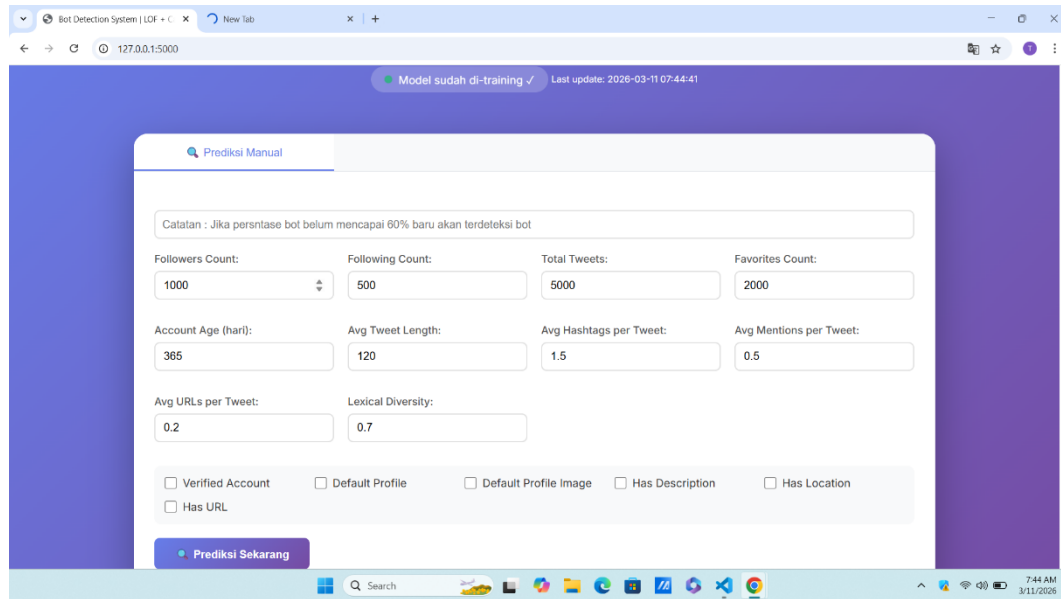 Bot Detection System | LOF + C
New Tab
127.0.0.1:5000
T
Model sudah di-training ✓ Last update: 2026-03-11 07:44:41
Prediksi Manual
Catatan : Jika persntase bot belum mencapai 60% baru akan terdeteksi bot
Followers Count: Following Count: Total Tweets: Favorites Count:
1000 500 5000 2000
Account Age (hari): Avg Tweet Length: Avg Hashtags per Tweet: Avg Mentions per Tweet:
365 120 1.5 0.5
Avg URLs per Tweet: Lexical Diversity:
0.2 0.7
Verified Account Default Profile Default Profile Image Has Description Has Location
Has URL
Prediksi Sekarang
Search
7:44 AM
3/11/2026